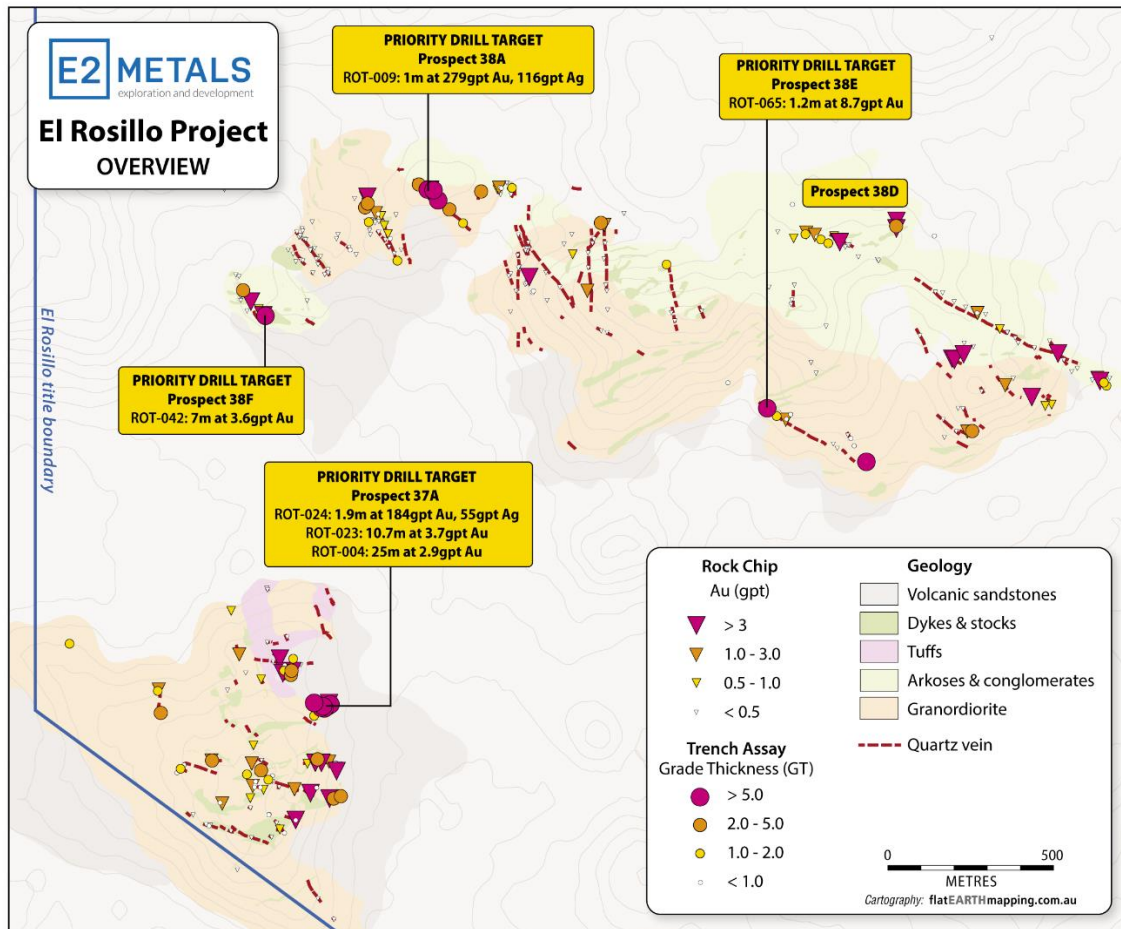 E2 METALS
exploration and development
El Rosillo Project
OVERVIEW
PRIORITY DRILL TARGET
Prospect 38A
ROT-009: 1m at 279gpt Au, 116gpt Ag
PRIORITY DRILL TARGET
Prospect 38E
ROT-065: 1.2m at 8.7gpt Au
Prospect 38D
El Rosillo title boundary
PRIORITY DRILL TARGET
Prospect 38F
ROT-042: 7m at 3.6gpt Au
PRIORITY DRILL TARGET
Prospect 37A
ROT-024: 1.9m at 184gpt Au, 55gpt Ag
ROT-023: 10.7m at 3.7gpt Au
ROT-004: 25m at 2.9gpt Au
Rock Chip
Au (gpt)
> 3
1.0 - 3.0
0.5 - 1.0
< 0.5
Trench Assay
Grade Thickness (GT)
> 5.0
2.0 - 5.0
1.0 - 2.0
< 1.0
Geology
Volcanic sandstones
Dykes & stocks
Tuffs
Arkoses & conglomerates
Granordiorite
Quartz vein
0 500
METRES
Cartography: flatEARTHmapping.com.au